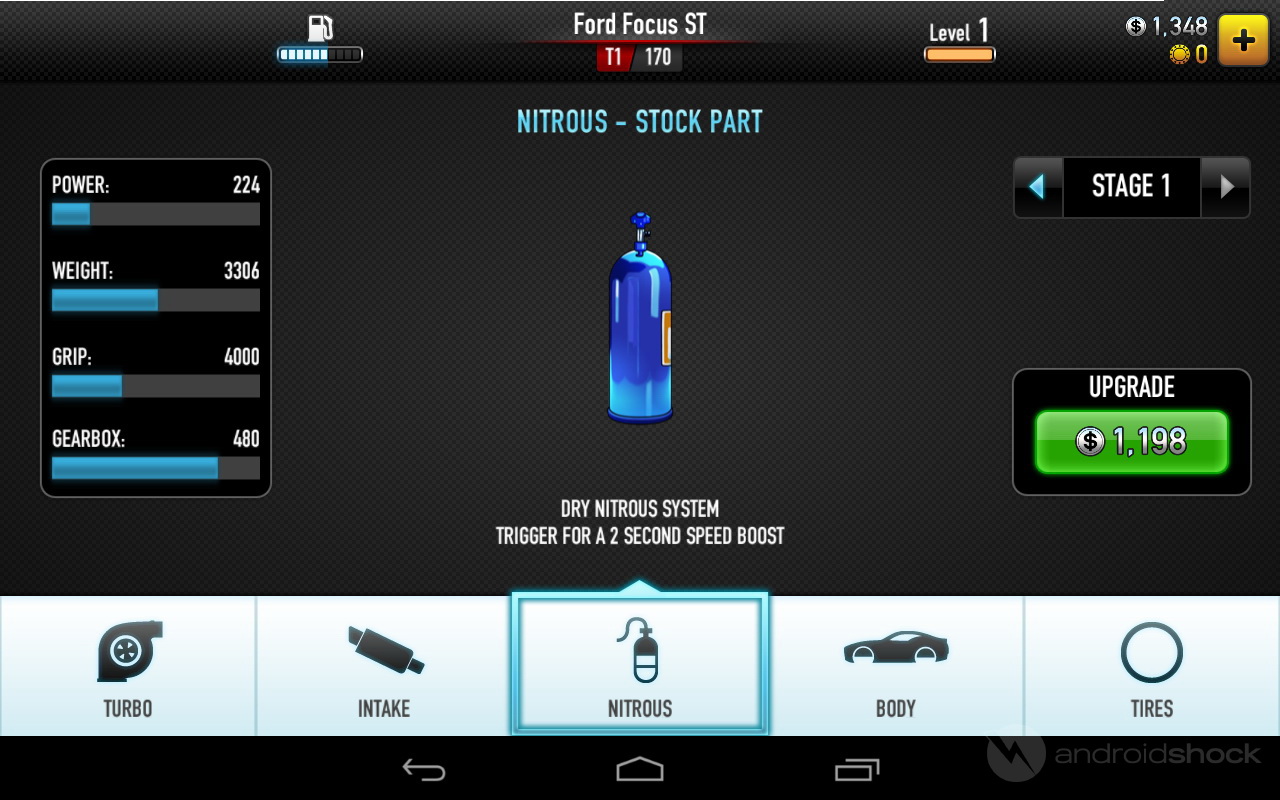 Ford Focus ST
T1 170
Level 1
1,348
0
NITROUS - STOCK PART
POWER: 224
WEIGHT: 3306
GRIP: 4000
GEARBOX: 480
STAGE 1
UPGRADE
$ 1,198
DRY NITROUS SYSTEM
TRIGGER FOR A 2 SECOND SPEED BOOST
TURBO
INTAKE
NITROUS
BODY
TIRES
androidshock